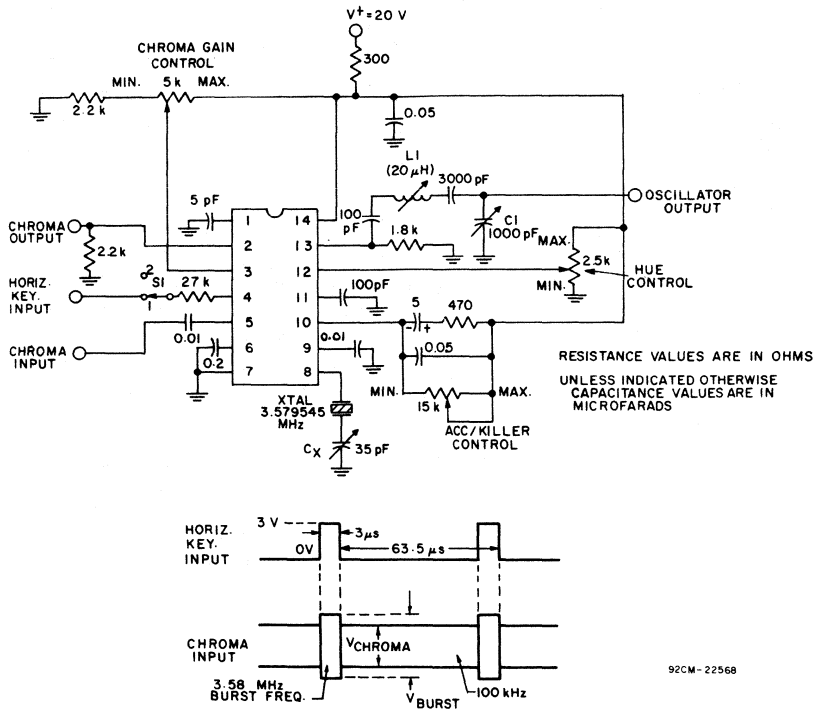 V+ = 20 V
300
CHROMA GAIN
CONTROL
MIN. 5k MAX.
2.2 k
0.05
L1
(20 μH)
3000 pF
OSCILLATOR
OUTPUT
C1
1000 pF
100
pF
1.8k
5 pF
1
2
3
4
5
6
7
14
13
12
11
10
9
8
CHROMA
OUTPUT
2.2k
2
S1
1
HORIZ.
KEY.
INPUT
27 k
CHROMA
INPUT
0.01
0.2
100pF
MAX.
2.5k
MIN.
HUE
CONTROL
5
+
470
0.01
0.05
MIN.
15 k
MAX.
ACC/KILLER
CONTROL
XTAL
3.579545
MHz
CX
35 pF
RESISTANCE VALUES ARE IN OHMS
UNLESS INDICATED OTHERWISE
CAPACITANCE VALUES ARE IN
MICROFARADS
HORIZ.
KEY.
INPUT
3 V
0V
3μs
63.5 μs
CHROMA
INPUT
VCHROMA
3.58 MHz
BURST FREQ.
VBURST
100 kHz
92CM-22568